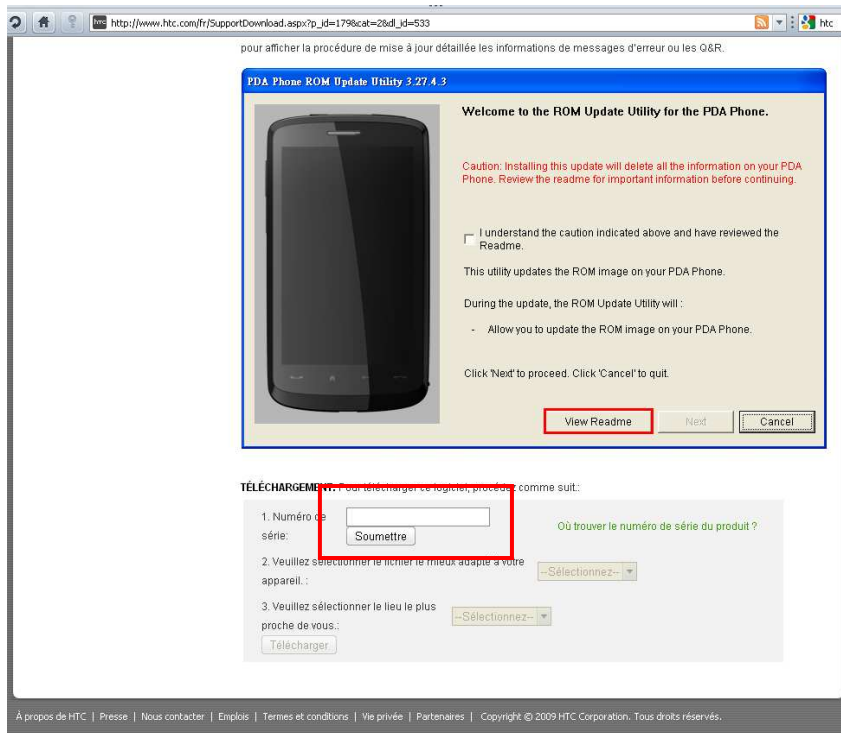 http://www.htc.com/fr/SupportDownload.aspx?p_id=179&cat=2&dl_id=533
htc
pour afficher la procédure de mise à jour détaillée les informations de messages d'erreur ou les Q&R.
PDA Phone ROM Update Utility 3.27.4.3
Welcome to the ROM Update Utility for the PDA Phone.
Caution: Installing this update will delete all the information on your PDA
Phone. Review the readme for important information before continuing.
I understand the caution indicated above and have reviewed the
Readme.
This utility updates the ROM image on your PDA Phone.
During the update, the ROM Update Utility will :
- Allow you to update the ROM image on your PDA Phone.
Click 'Next' to proceed. Click 'Cancel' to quit.
View Readme Next Cancel
TÉLÉCHARGEMENT: Pour télécharger ce logiciel, procédez comme suit.:
1. Numéro de
série:
Soumettre
Où trouver le numéro de série du produit ?
2. Veuillez sélectionner le fichier le mieux adapté à votre
appareil. :
--Sélectionnez--
3. Veuillez sélectionner le lieu le plus
proche de vous.:
--Sélectionnez--
Télécharger
À propos de HTC | Presse | Nous contacter | Emplois | Termes et conditions | Vie privée | Partenaires | Copyright © 2009 HTC Corporation. Tous droits réservés.